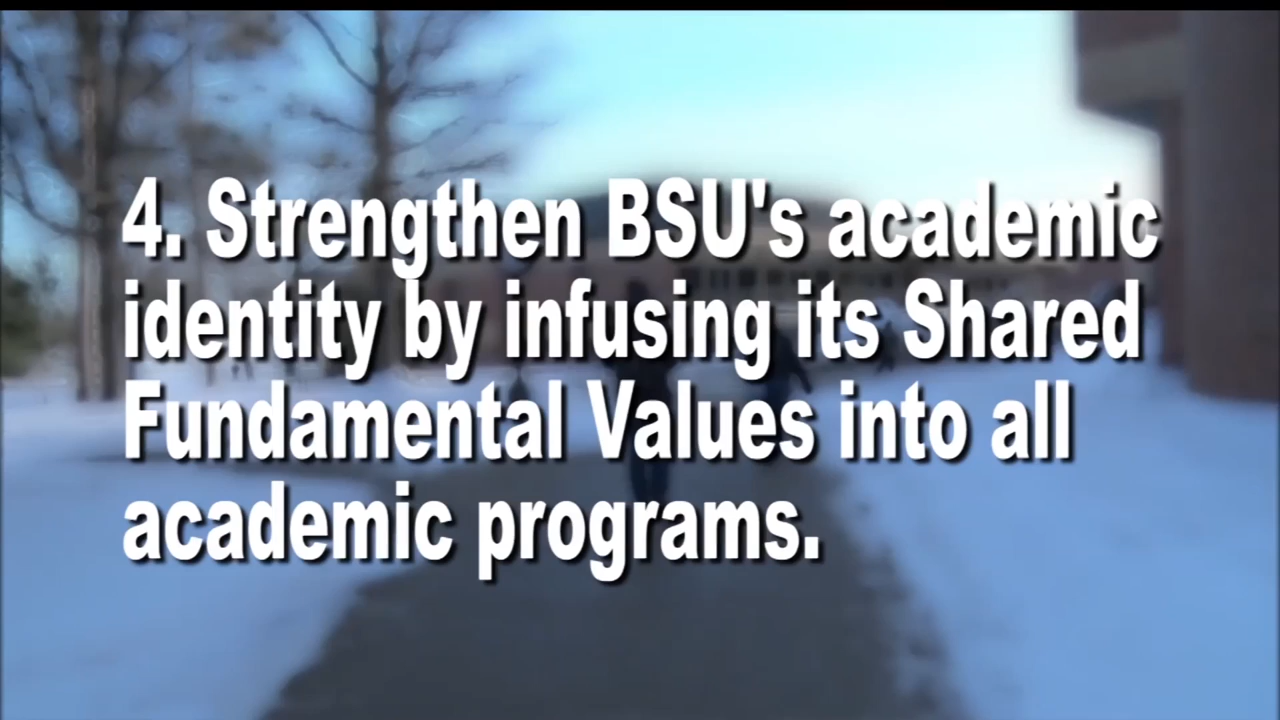 4. Strengthen BSU's academic
identity by infusing its Shared
Fundamental Values into all
academic programs.